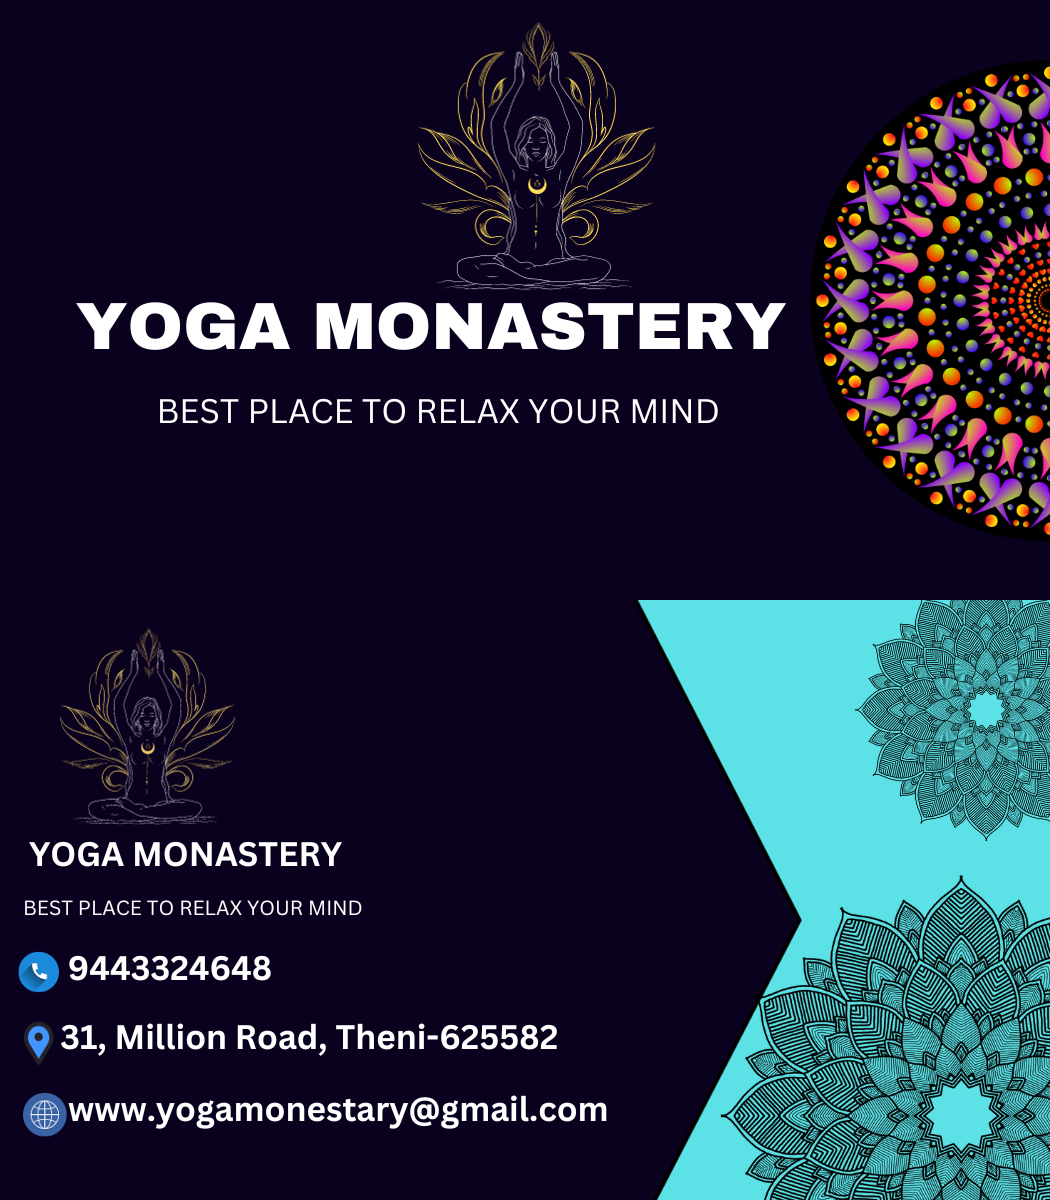 YOGA MONASTERY
BEST PLACE TO RELAX YOUR MIND
YOGA MONASTERY
BEST PLACE TO RELAX YOUR MIND
9443324648
31, Million Road, Theni-625582
www.yogamonestary@gmail.com